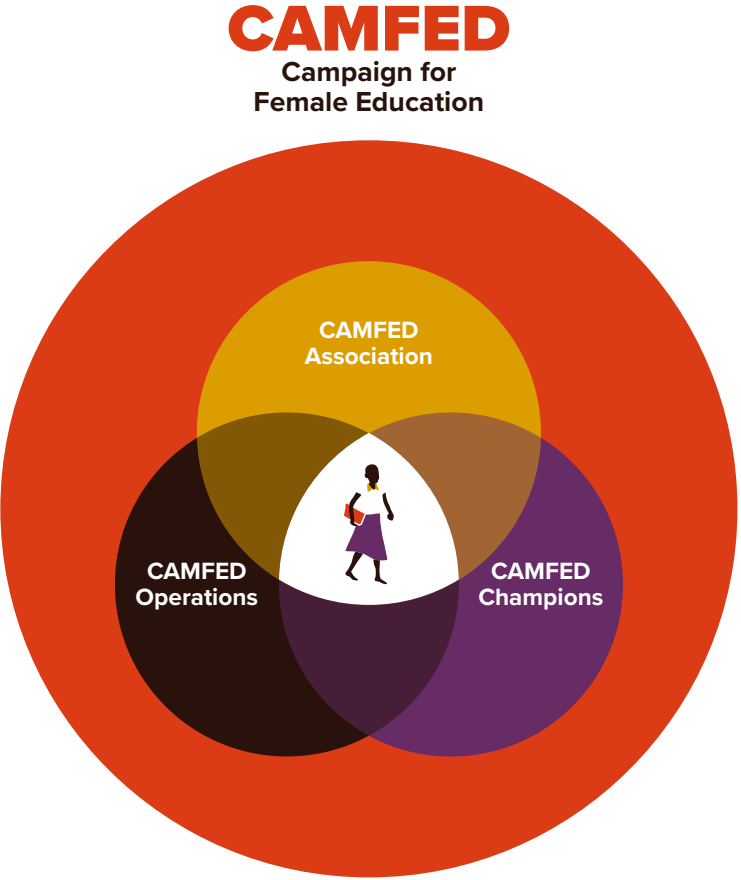 CAMFED
Campaign for
Female Education
CAMFED
Association
CAMFED
Operations
CAMFED
Champions